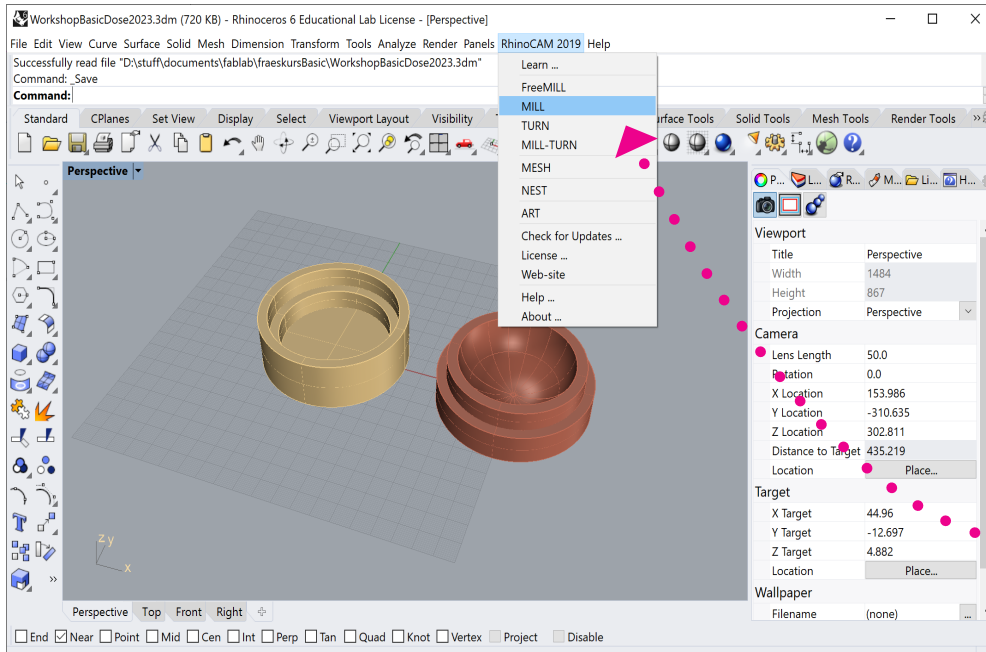 WorkshopBasicDose2023.3dm (720 KB) - Rhinoceros 6 Educational Lab License - [Perspective]
File Edit View Curve Surface Solid Mesh Dimension Transform Tools Analyze Render Panels RhinoCAM 2019 Help
Successfully read file "D:\stuff\documents\fablab\fraeskursBasic\WorkshopBasicDose2023.3dm"
Command: _Save
Command:
Standard CPlanes Set View Display Select Viewport Layout Visibility urface Tools Solid Tools Mesh Tools Render Tools »
Learn ...
FreeMILL
MILL
TURN
MILL-TURN
MESH
NEST
ART
Check for Updates ...
License ...
Web-site
Help ...
About ...
Perspective
z y
x
P... L... R... M... Li... H...
Viewport
Title Perspective
Width 1484
Height 867
Projection Perspective
Camera
Lens Length 50.0
Rotation 0.0
X Location 153.986
Y Location -310.635
Z Location 302.811
Distance to Target 435.219
Location Place...
Target
X Target 44.96
Y Target -12.697
Z Target 4.882
Location Place...
Wallpaper
Filename (none) ...
»
Perspective Top Front Right
End Near Point Mid Cen Int Perp Tan Quad Knot Vertex Project Disable